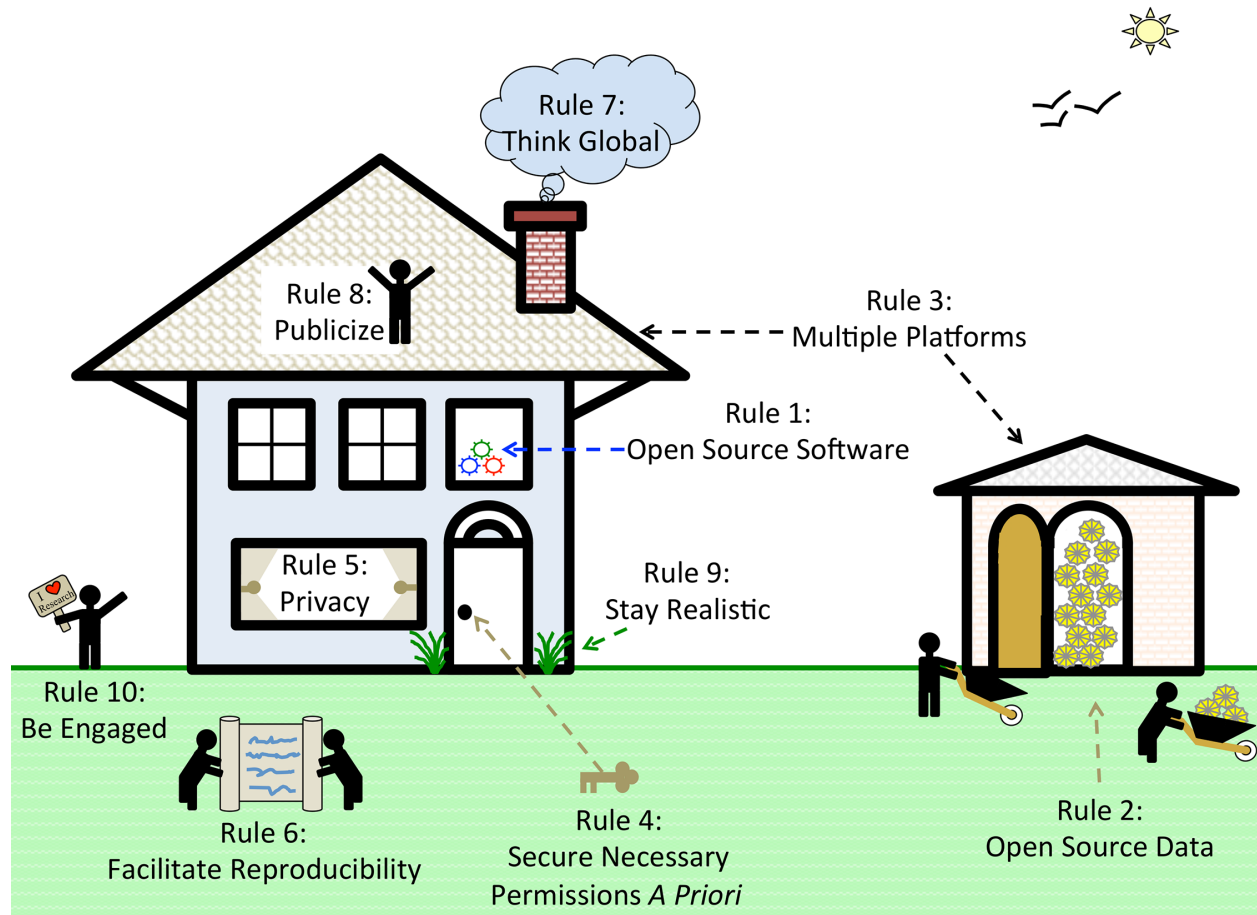 Rule 7:
Think Global
Rule 8:
Publicize
Rule 3:
Multiple Platforms
Rule 1:
Open Source Software
Rule 5:
Privacy
Rule 9:
Stay Realistic
I
Research
Rule 10:
Be Engaged
Rule 6:
Facilitate Reproducibility
Rule 4:
Secure Necessary
Permissions A Priori
Rule 2:
Open Source Data